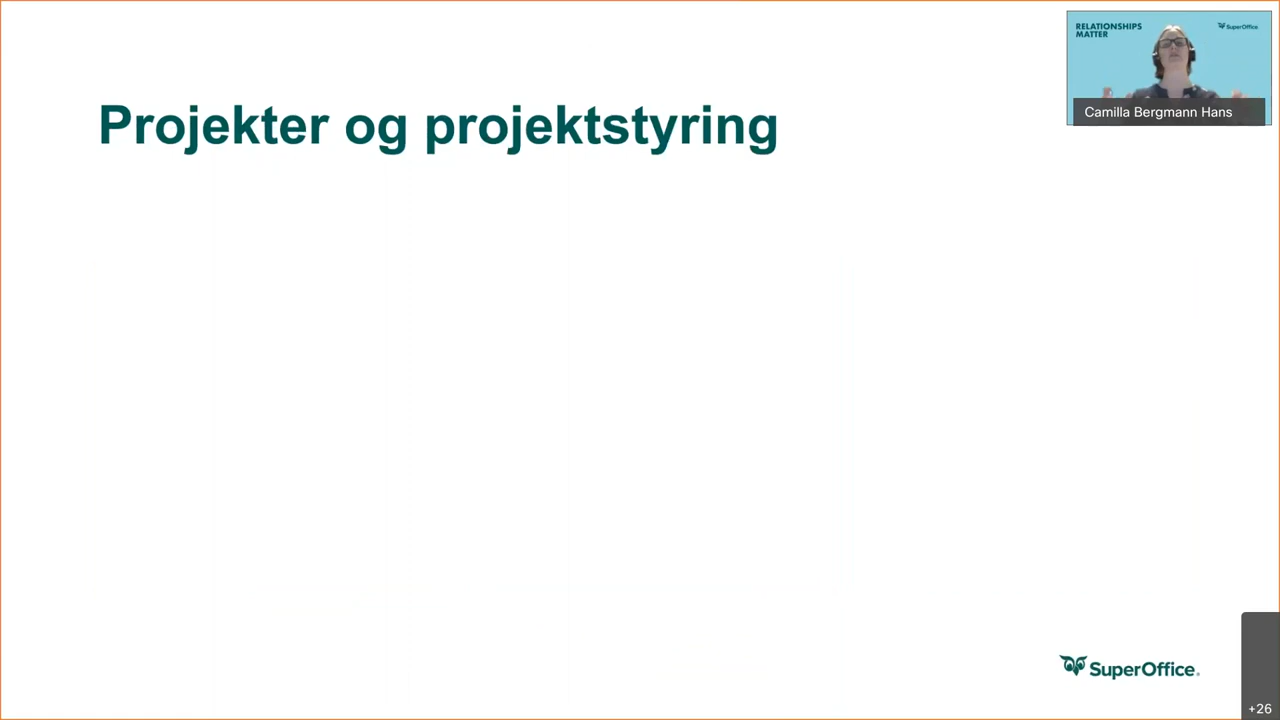 RELATIONSHIPS
MATTER
SuperOffice
Camilla Bergmann Hans
Projekter og projektstyring
SuperOffice
+26